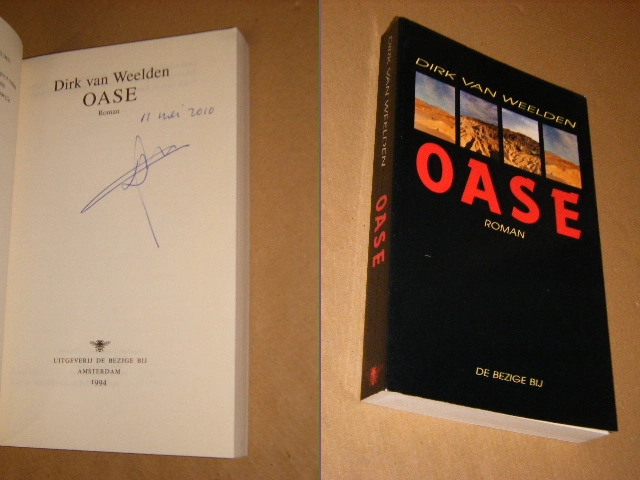 Dirk van Weelden
OASE
Roman
11 mei 2010
UITGEVERIJ DE BEZIGE BIJ
AMSTERDAM
1994
DIRK VAN WEELDEN
OASE
DIRK VAN WEELDEN
OASE
ROMAN
DE BEZIGE BIJ